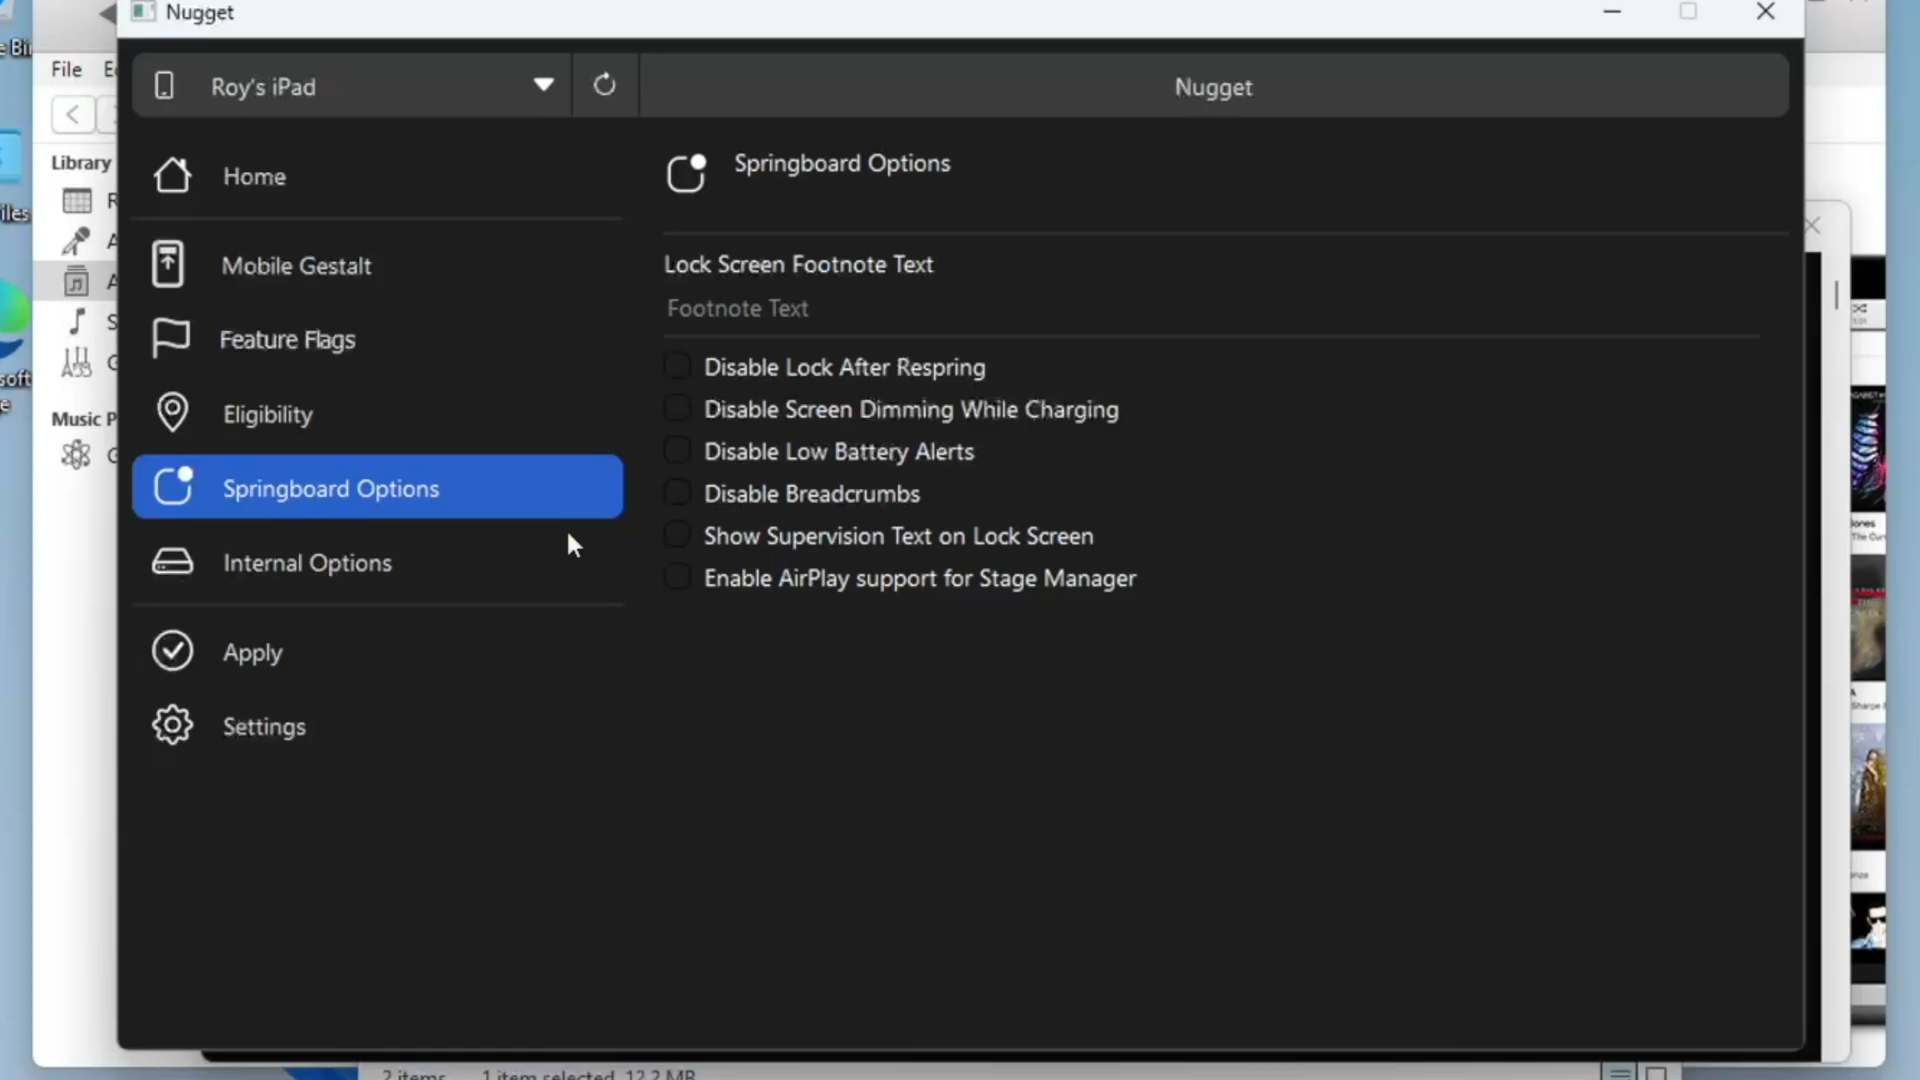 Nugget
File
Roy's iPad
Nugget
Library
Home
Mobile Gestalt
Feature Flags
Eligibility
Springboard Options
Internal Options
Apply
Settings
Springboard Options
Lock Screen Footnote Text
Footnote Text
Disable Lock After Respring
Disable Screen Dimming While Charging
Disable Low Battery Alerts
Disable Breadcrumbs
Show Supervision Text on Lock Screen
Enable AirPlay support for Stage Manager
2 items 1 item selected 12.2 MB